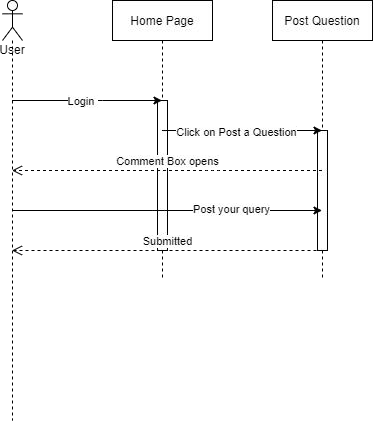 Home Page
Post Question
User
Login
Click on Post a Question
Comment Box opens
Post your query
Submitted